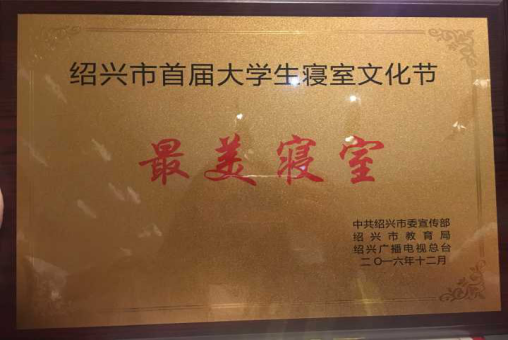 绍兴市首届大学生寝室文化节
最美寝室
中共绍兴市委宣传部
绍兴市教育局
绍兴广播电视总台
二〇一六年十二月